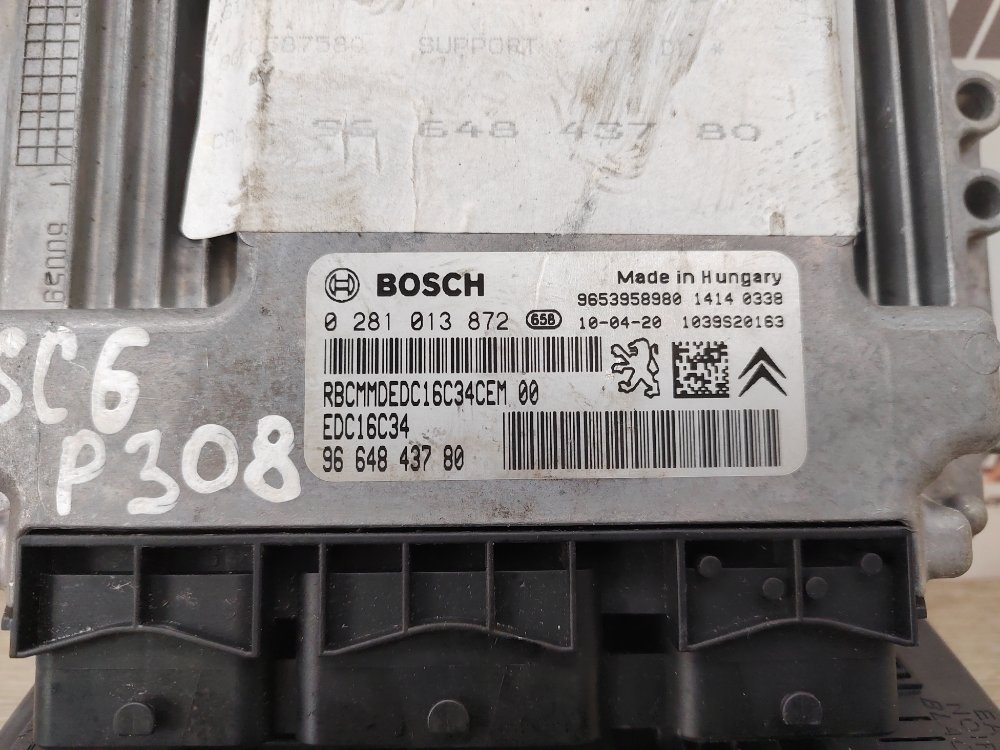 SUPPORT
96 648 437 80
BOSCH
Made in Hungary
9653958980 1414 0338
0 281 013 872 65B 10-04-20 1039S20163
RBCMMDEDC16C34CEM 00
EDC16C34
96 648 437 80
SC6
P308